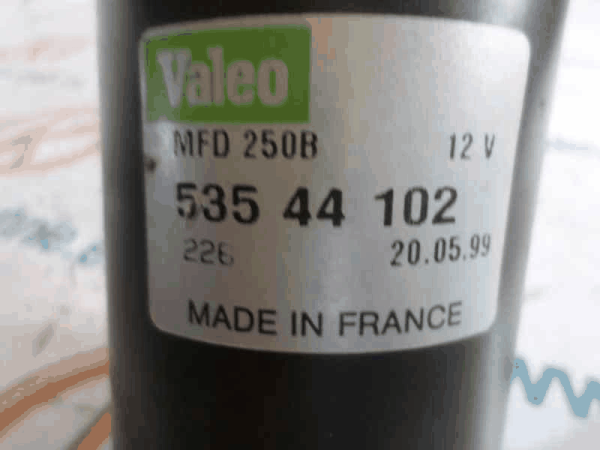 Valeo
MFD 250B 12 V
535 44 102
226 20.05.99
MADE IN FRANCE